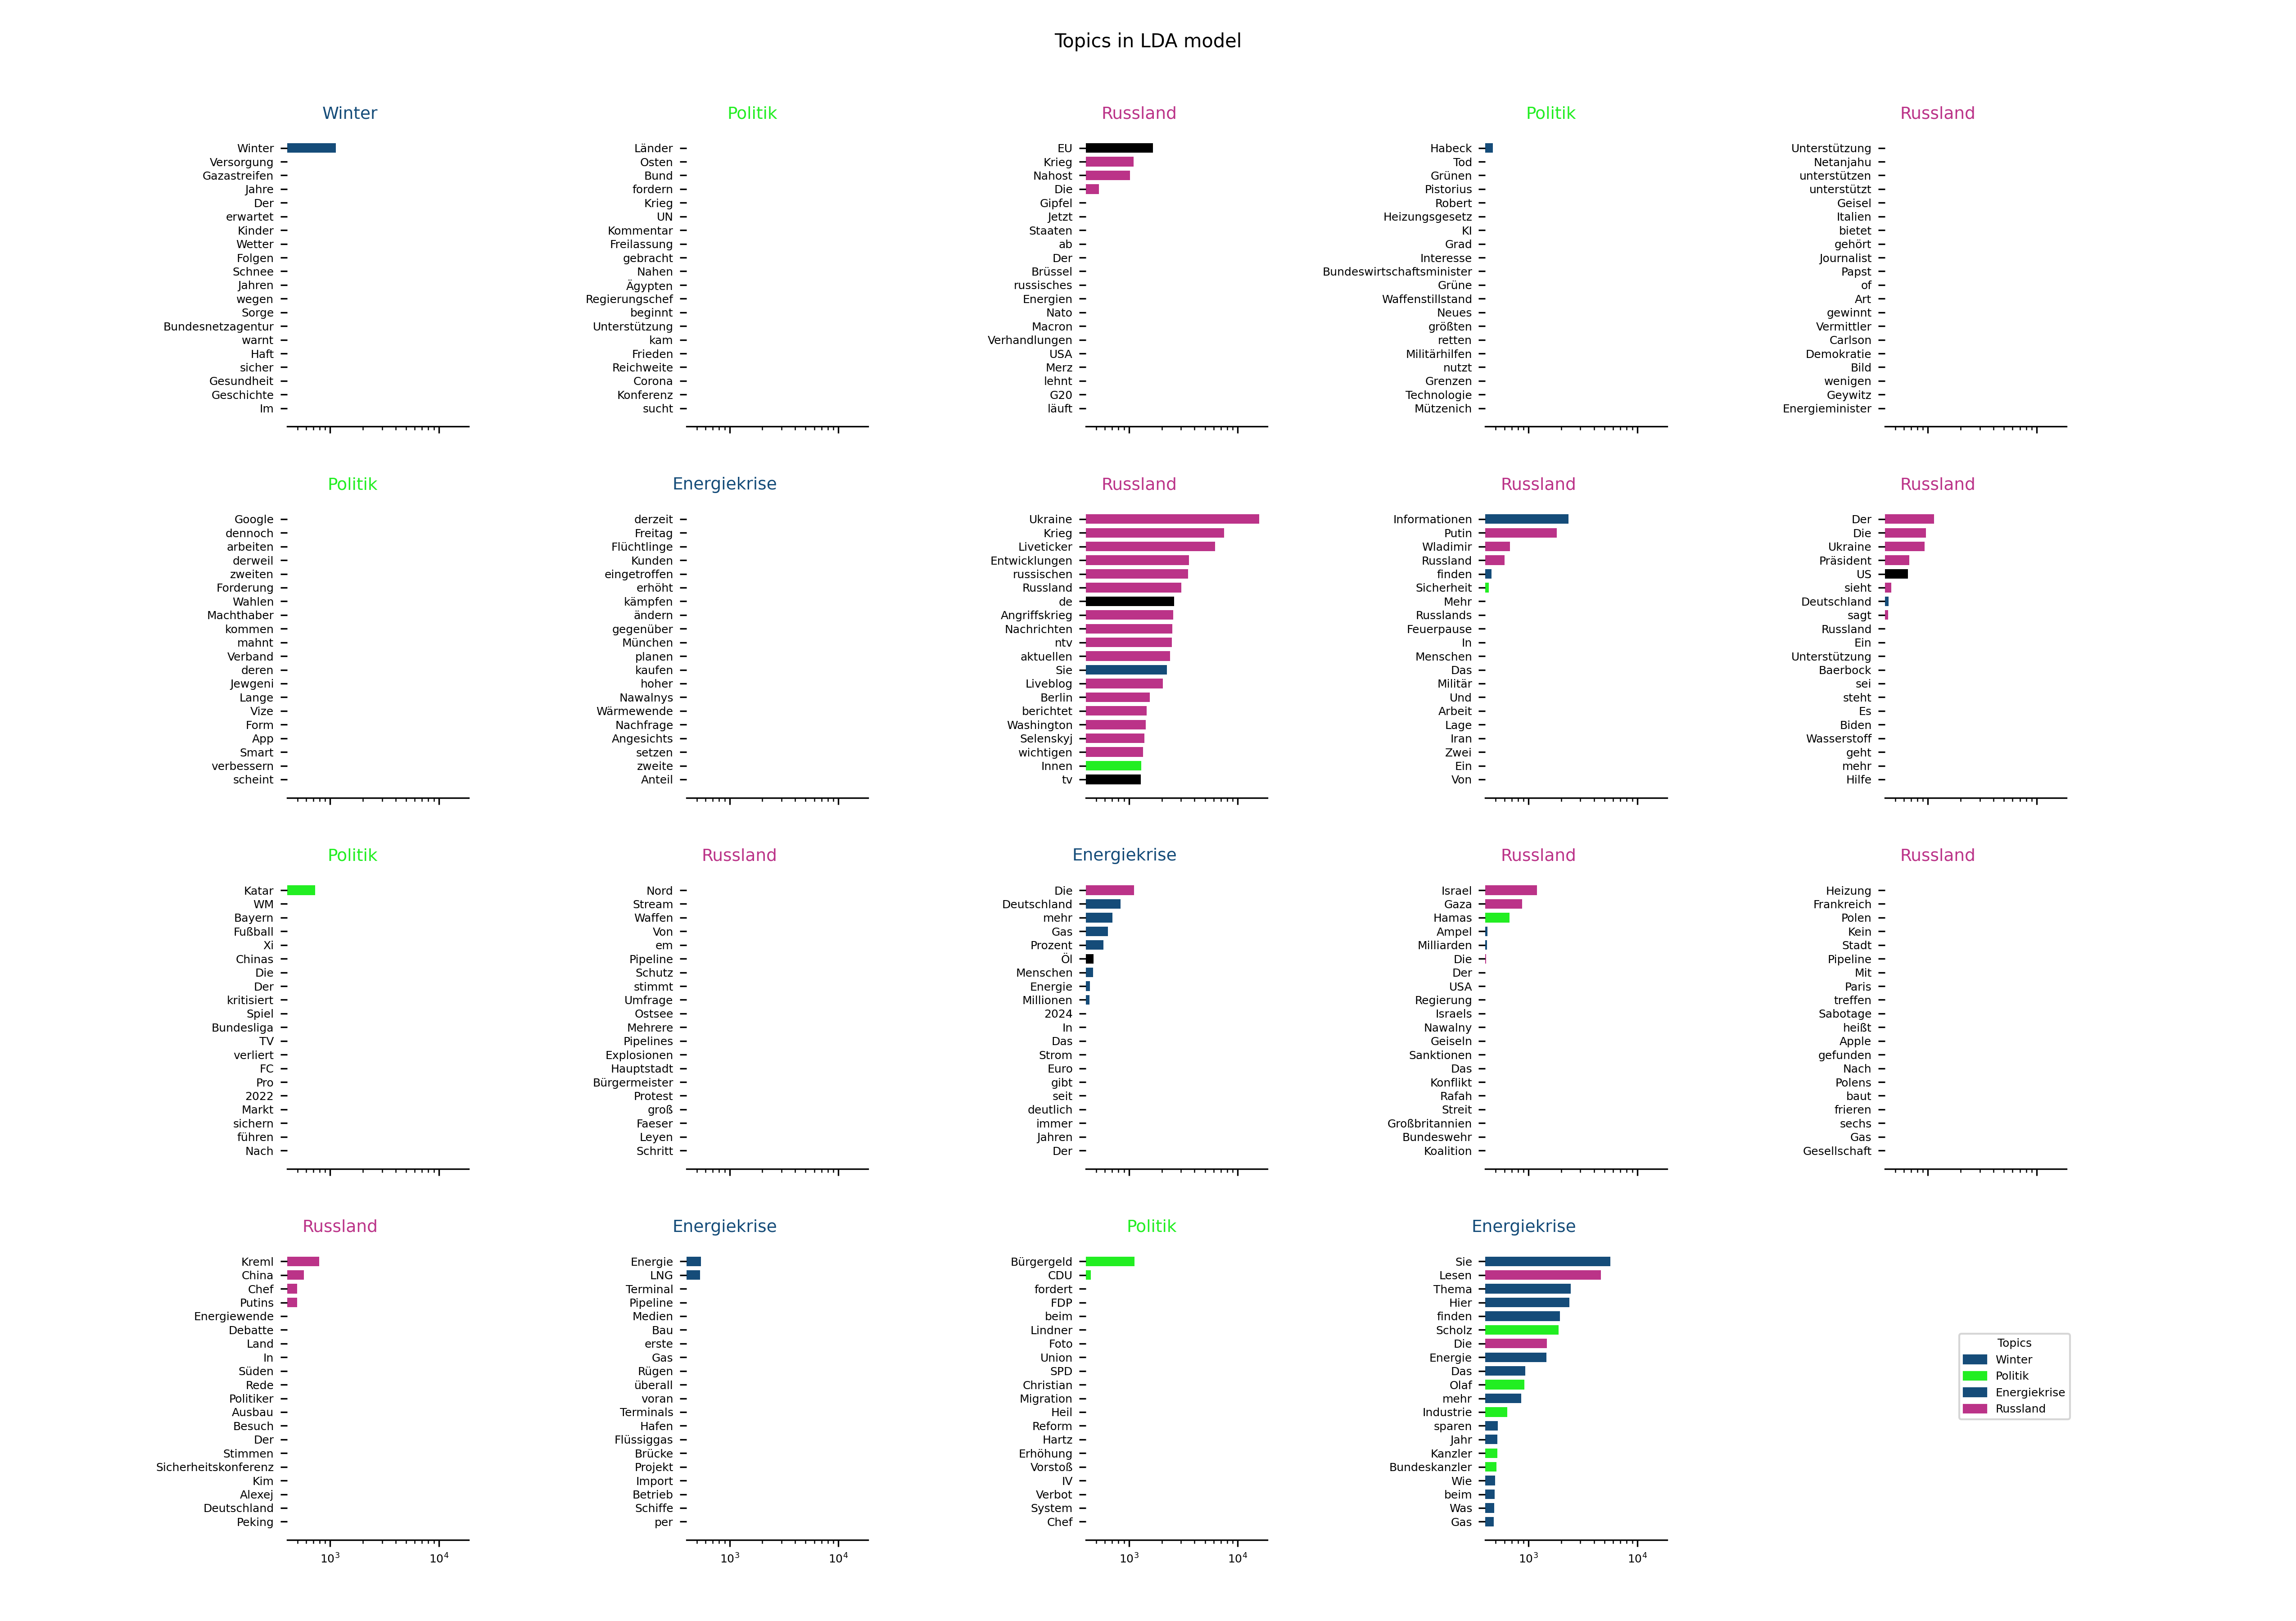 Topics in LDA model
Winter
Winter
Versorgung
Gazastreifen
Jahre
Der
erwartet
Kinder
Wetter
Folgen
Schnee
Jahren
wegen
Sorge
Bundesnetzagentur
warnt
Haft
sicher
Gesundheit
Geschichte
Im
Politik
Länder
Osten
Bund
fordern
Krieg
UN
Kommentar
Freilassung
gebracht
Nahen
Ägypten
Regierungschef
beginnt
Unterstützung
kam
Frieden
Reichweite
Corona
Konferenz
sucht
Russland
EU
Krieg
Nahost
Die
Gipfel
Jetzt
Staaten
ab
Der
Brüssel
russisches
Energien
Nato
Macron
Verhandlungen
USA
Merz
lehnt
G20
läuft
Politik
Habeck
Tod
Grünen
Pistorius
Robert
Heizungsgesetz
KI
Grad
Interesse
Bundeswirtschaftsminister
Grüne
Waffenstillstand
Neues
größten
retten
Militärhilfen
nutzt
Grenzen
Technologie
Mützenich
Russland
Unterstützung
Netanjahu
unterstützen
unterstützt
Geisel
Italien
bietet
gehört
Journalist
Papst
of
Art
gewinnt
Vermittler
Carlson
Demokratie
Bild
wenigen
Geywitz
Energieminister
Politik
Google
dennoch
arbeiten
derweil
zweiten
Forderung
Wahlen
Machthaber
kommen
mahnt
Verband
deren
Jewgeni
Lange
Vize
Form
App
Smart
verbessern
scheint
Energiekrise
derzeit
Freitag
Flüchtlinge
Kunden
eingetroffen
erhöht
kämpfen
ändern
gegenüber
München
planen
kaufen
hoher
Nawalnys
Wärmewende
Nachfrage
Angesichts
setzen
zweite
Anteil
Russland
Ukraine
Krieg
Liveticker
Entwicklungen
russischen
Russland
de
Angriffskrieg
Nachrichten
ntv
aktuellen
Sie
Liveblog
Berlin
berichtet
Washington
Selenskyj
wichtigen
Innen
tv
Russland
Informationen
Putin
Wladimir
Russland
finden
Sicherheit
Mehr
Russlands
Feuerpause
In
Menschen
Das
Militär
Und
Arbeit
Lage
Iran
Zwei
Ein
Von
Russland
Der
Die
Ukraine
Präsident
US
sieht
Deutschland
sagt
Russland
Ein
Unterstützung
Baerbock
sei
steht
Es
Biden
Wasserstoff
geht
mehr
Hilfe
Politik
Katar
WM
Bayern
Fußball
Xi
Chinas
Die
Der
kritisiert
Spiel
Bundesliga
TV
verliert
FC
Pro
2022
Markt
sichern
führen
Nach
Russland
Nord
Stream
Waffen
Von
em
Pipeline
Schutz
stimmt
Umfrage
Ostsee
Mehrere
Pipelines
Explosionen
Hauptstadt
Bürgermeister
Protest
groß
Faeser
Leyen
Schritt
Energiekrise
Die
Deutschland
mehr
Gas
Prozent
Öl
Menschen
Energie
Millionen
2024
In
Das
Strom
Euro
gibt
seit
deutlich
immer
Jahren
Der
Russland
Israel
Gaza
Hamas
Ampel
Milliarden
Die
Der
USA
Regierung
Israels
Nawalny
Geiseln
Sanktionen
Das
Konflikt
Rafah
Streit
Großbritannien
Bundeswehr
Koalition
Russland
Heizung
Frankreich
Polen
Kein
Stadt
Pipeline
Mit
Paris
treffen
Sabotage
heißt
Apple
gefunden
Nach
Polens
baut
frieren
sechs
Gas
Gesellschaft
Russland
Kreml
China
Chef
Putins
Energiewende
Debatte
Land
In
Süden
Rede
Politiker
Ausbau
Besuch
Der
Stimmen
Sicherheitskonferenz
Kim
Alexej
Deutschland
Peking
10³ 10⁴
Energiekrise
Energie
LNG
Terminal
Pipeline
Medien
Bau
erste
Gas
Rügen
überall
voran
Terminals
Hafen
Flüssiggas
Brücke
Projekt
Import
Betrieb
Schiffe
per
10³ 10⁴
Politik
Bürgergeld
CDU
fordert
FDP
beim
Lindner
Foto
Union
SPD
Christian
Migration
Heil
Reform
Hartz
Erhöhung
Vorstoß
IV
Verbot
System
Chef
10³ 10⁴
Energiekrise
Sie
Lesen
Thema
Hier
finden
Scholz
Die
Energie
Das
Olaf
mehr
Industrie
sparen
Jahr
Kanzler
Bundeskanzler
Wie
beim
Was
Gas
10³ 10⁴
Topics
Winter
Politik
Energiekrise
Russland